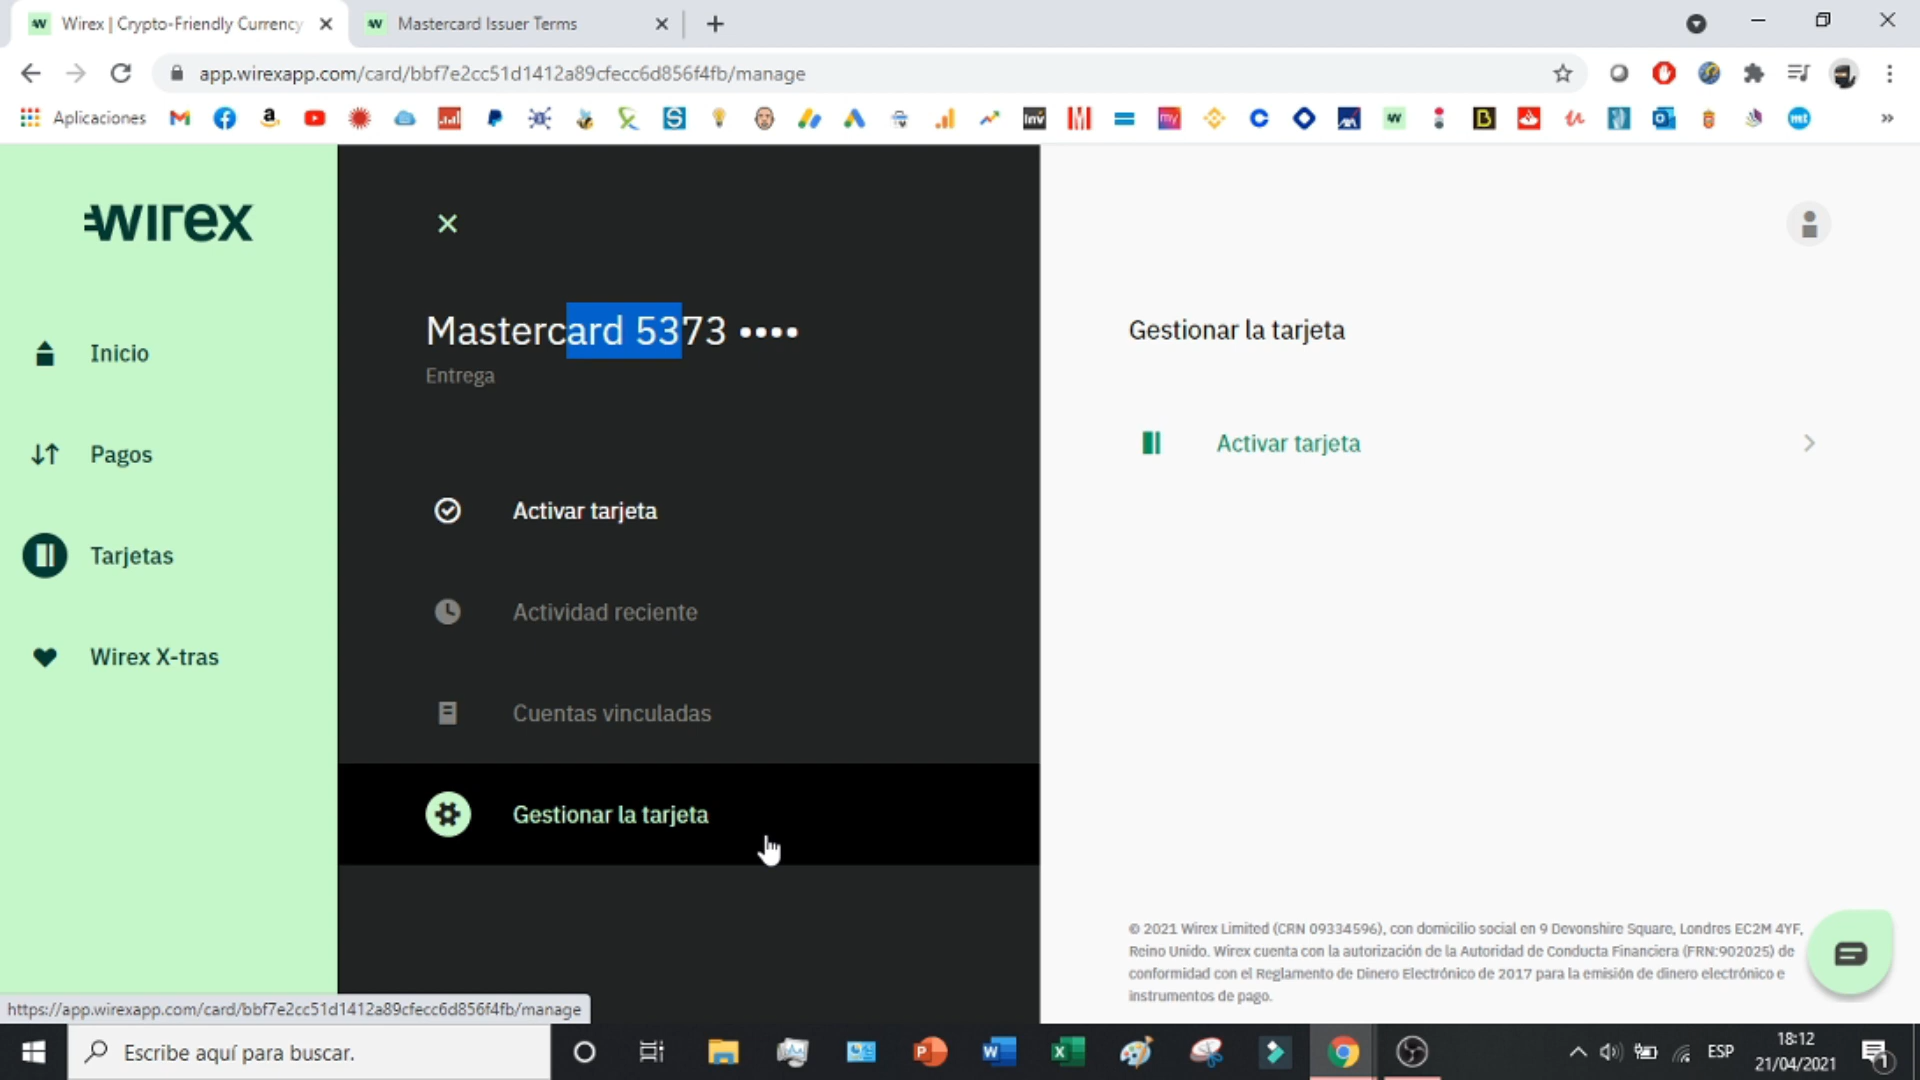 Wirex | Crypto-Friendly Currency
Mastercard Issuer Terms
app.wirexapp.com/card/bbf7e2cc51d1412a89cfecc6d856f4fb/manage
Aplicaciones
wirex
Inicio
Pagos
Tarjetas
Wirex X-tras
Mastercard 5373 ••••
Entrega
Activar tarjeta
Actividad reciente
Cuentas vinculadas
Gestionar la tarjeta
Gestionar la tarjeta
Activar tarjeta
© 2021 Wirex Limited (CRN 09334596), con domicilio social en 9 Devonshire Square, Londres EC2M 4YF,
Reino Unido. Wirex cuenta con la autorización de la Autoridad de Conducta Financiera (FRN:902025) de
conformidad con el Reglamento de Dinero Electrónico de 2017 para la emisión de dinero electrónico e
instrumentos de pago.
https://app.wirexapp.com/card/bbf7e2cc51d1412a89cfecc6d856f4fb/manage
Escribe aquí para buscar.
ESP
18:12
21/04/2021
1